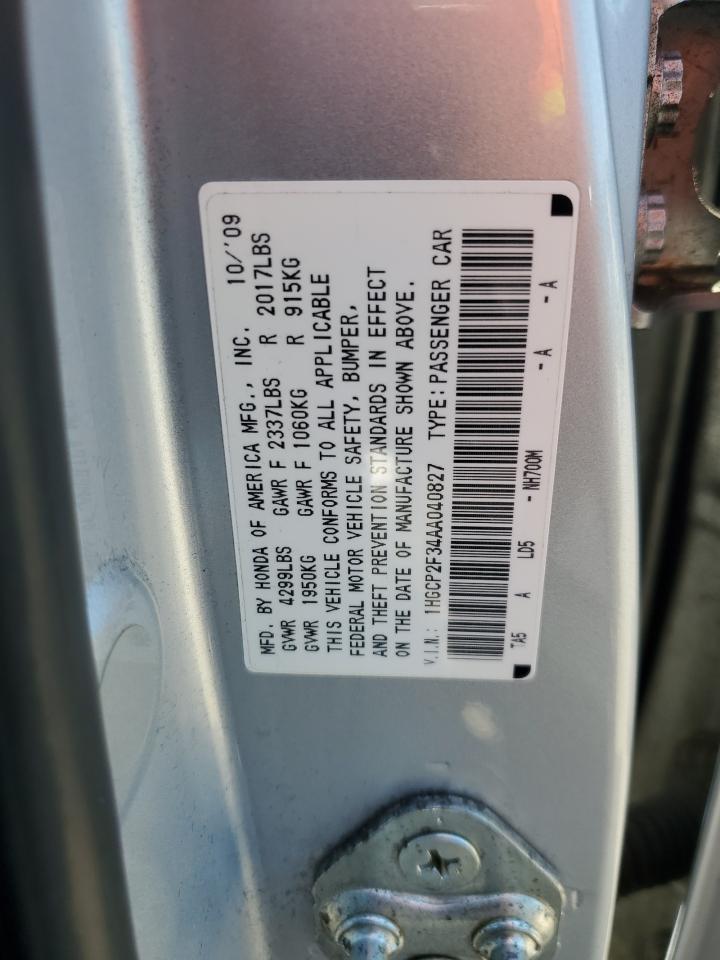 MFD. BY HONDA OF AMERICA MFG., INC. 10/'09
GVWR 4299LBS GAWR F 2337LBS R 2017LBS
GVWR 1950KG GAWR F 1060KG R 915KG
THIS VEHICLE CONFORMS TO ALL APPLICABLE
FEDERAL MOTOR VEHICLE SAFETY, BUMPER,
AND THEFT PREVENTION STANDARDS IN EFFECT
ON THE DATE OF MANUFACTURE SHOWN ABOVE.
V.I.N.: 1HGCP2F34AA040827 TYPE: PASSENGER CAR
TA5 A LD5 - NH700M - A - A